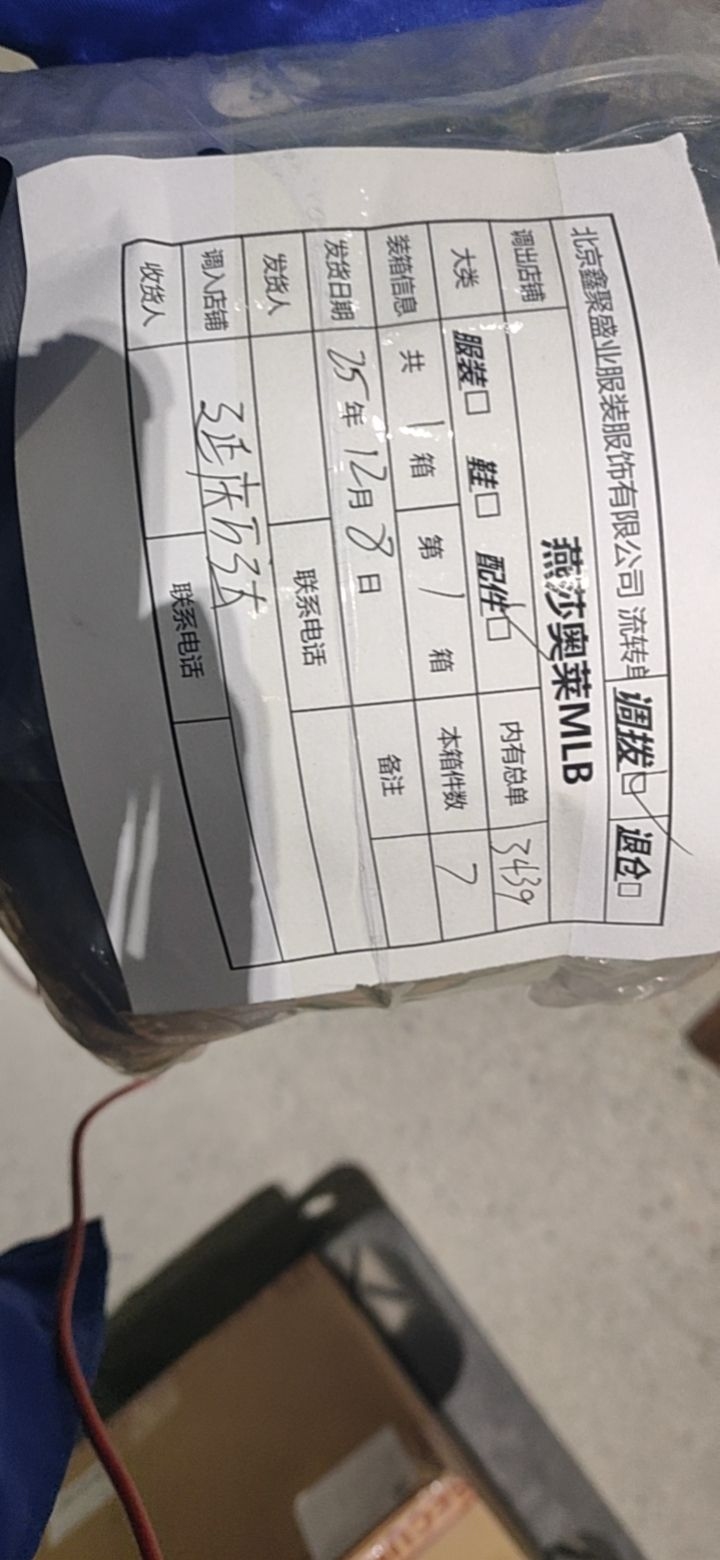 北京鑫聚盛业服装服饰有限公司 流转单 调拨□ 退仓□
燕莎奥莱MLB
调出店铺 内有总单 3439
大类 服装□ 鞋□ 配件□ 本箱件数 7
装箱信息 共 1 箱 第 1 箱 备注
发货日期 25年12月8日
发货人 联系电话
调入店铺
收货人 联系电话